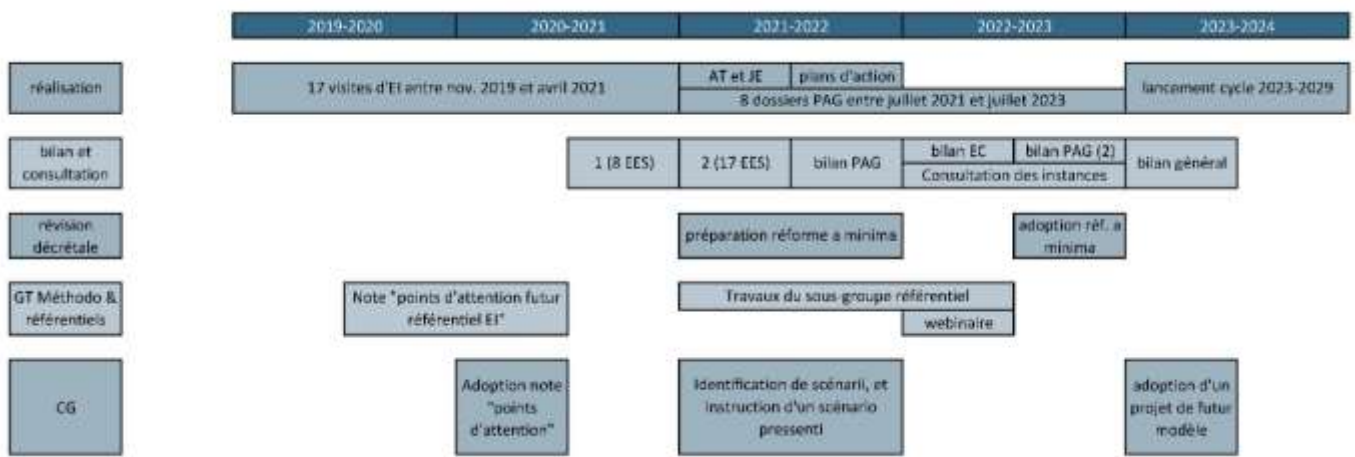 2019-2020 2020-2021 2021-2022 2022-2023 2023-2024
réalisation
17 visites d'EI entre nov. 2019 et avril 2021
AT et JE
plans d'action
8 dossiers PAG entre juillet 2021 et juillet 2023
lancement cycle 2023-2029
bilan et
consultation
1 (8 EES)
2 (17 EES)
bilan PAG
bilan EC
bilan PAG (2)
Consultation des instances
bilan général
révision
décrétale
préparation réforme a minima
adoption réf. a
minima
GT Méthodo &
référentiels
Note "points d'attention futur
référentiel EI"
Travaux du sous-groupe référentiel
webinaire
CG
Adoption note
"points
d'attention"
Identification de scénarii, et
instruction d'un scénario
pressenti
adoption d'un
projet de futur
modèle